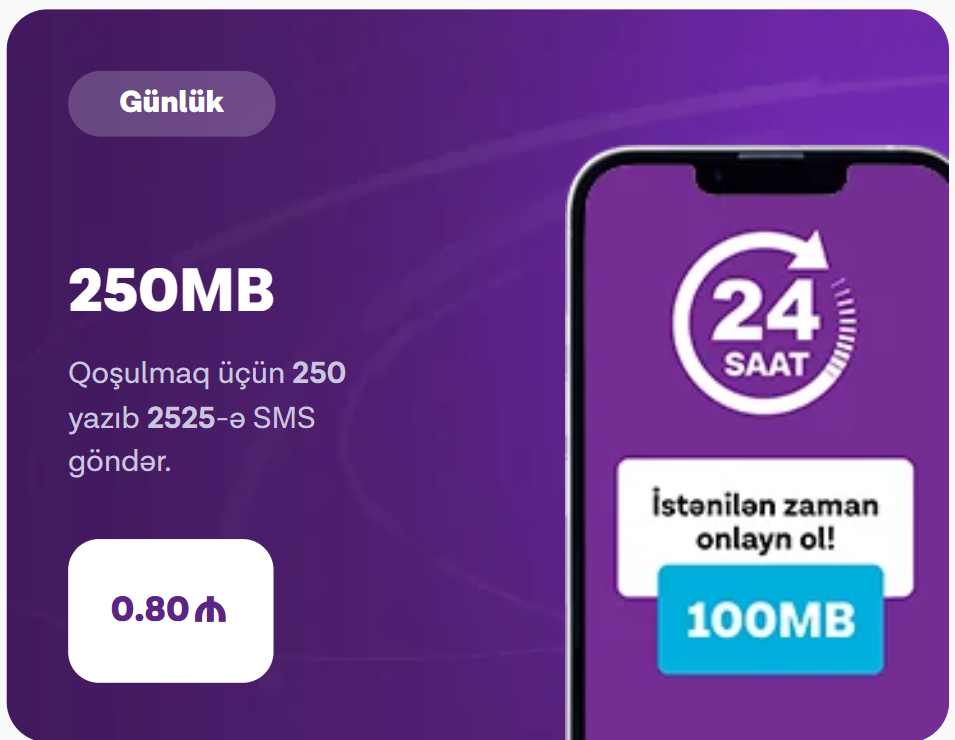 Günlük
250MB
Qoşulmaq üçün 250
yazıb 2525-ə SMS
göndər.
0.80 ₼
24
SAAT
İstənilən zaman
onlayn ol!
100MB